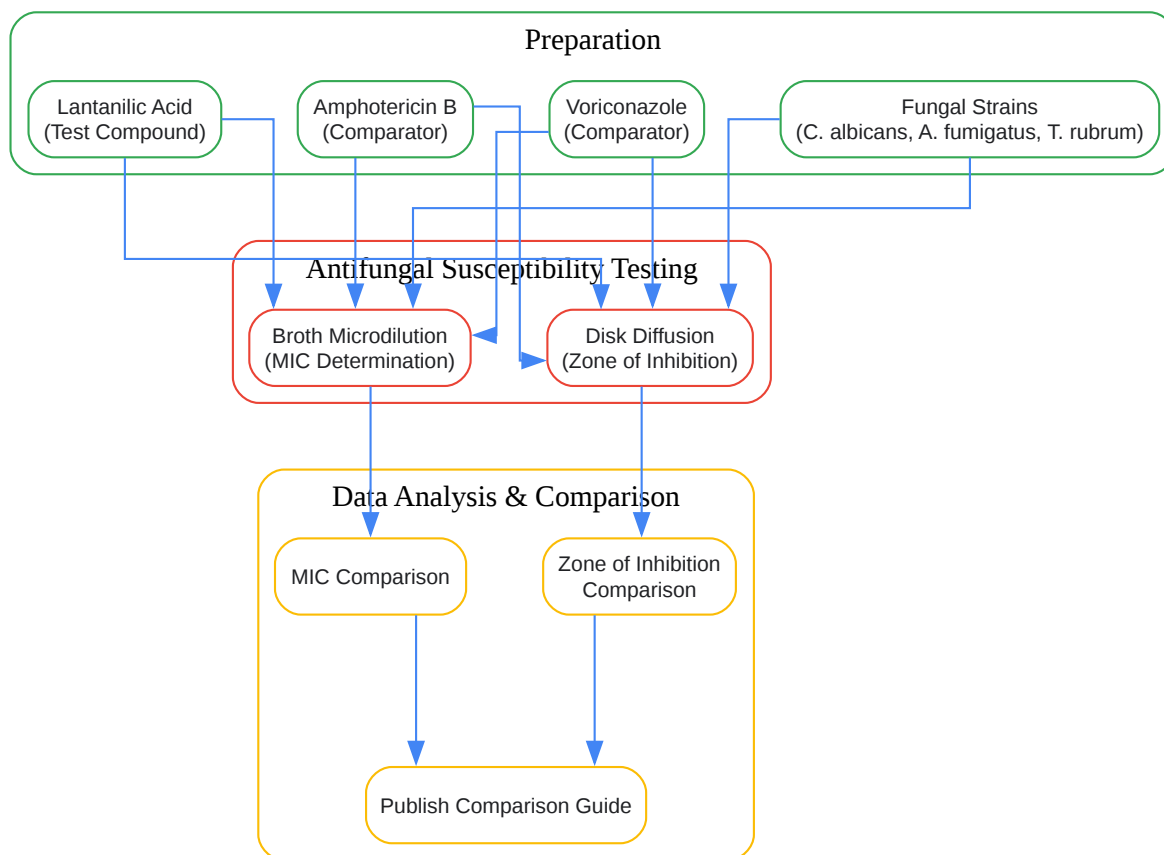 Preparation
Lantanilic Acid
(Test Compound)
Amphotericin B
(Comparator)
Voriconazole
(Comparator)
Fungal Strains
(C. albicans, A. fumigatus, T. rubrum)
Antifungal Susceptibility Testing
Broth Microdilution
(MIC Determination)
Disk Diffusion
(Zone of Inhibition)
Data Analysis & Comparison
MIC Comparison
Zone of Inhibition
Comparison
Publish Comparison Guide